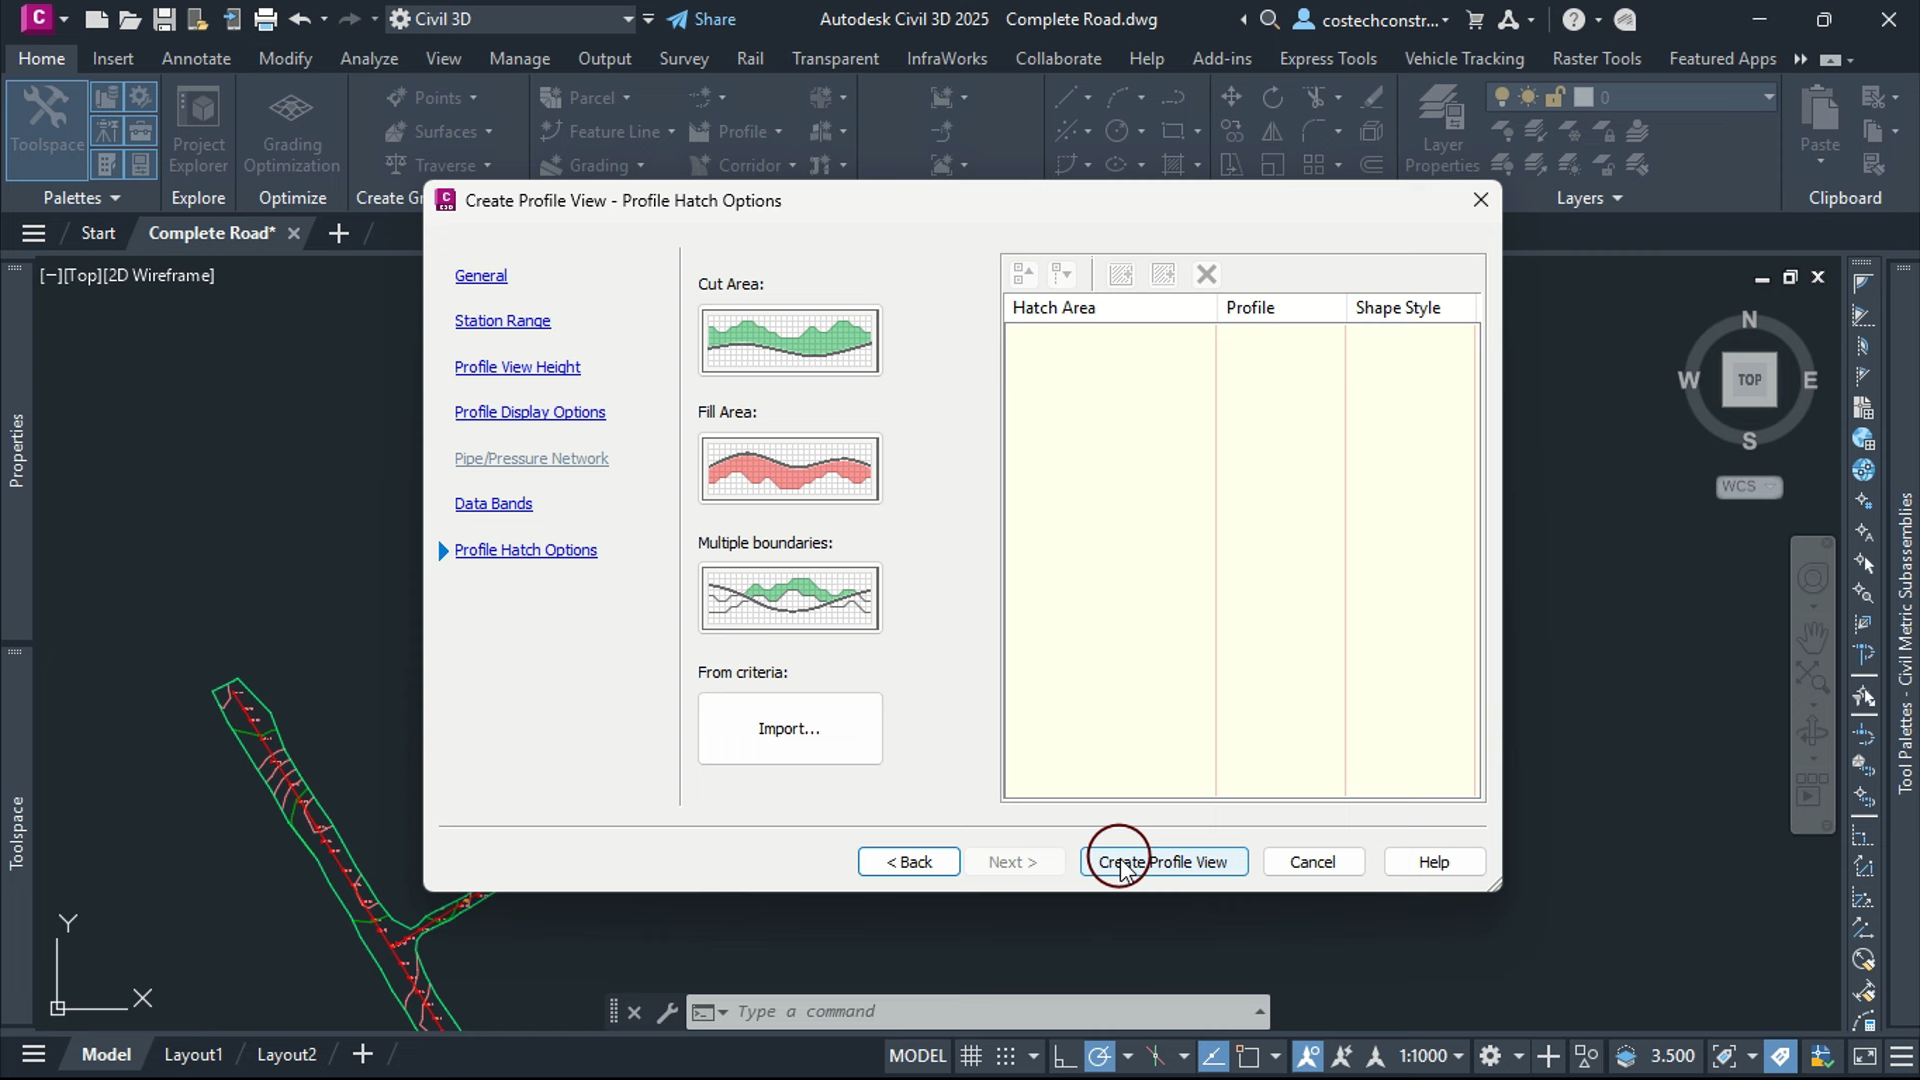 Civil 3D
Share
Autodesk Civil 3D 2025 Complete Road.dwg
costechconstr...
Home Insert Annotate Modify Analyze View Manage Output Survey Rail Transparent InfraWorks Collaborate Help Add-ins Express Tools Vehicle Tracking Raster Tools Featured Apps
Points Parcel 0
Toolspace Project Explorer Grading Optimization Surfaces Feature Line Profile Layer Properties Paste
Traverse Grading Corridor
Palettes Explore Optimize Create Gr Layers Clipboard
Start Complete Road*
[−][Top][2D Wireframe]
C
C3D
Create Profile View - Profile Hatch Options
General
Station Range
Profile View Height
Profile Display Options
Pipe/Pressure Network
Data Bands
Profile Hatch Options
Cut Area:
Fill Area:
Multiple boundaries:
From criteria:
Import...
Hatch Area Profile Shape Style
< Back Next > Create Profile View Cancel Help
N
W TOP E
S
WCS
Properties
Toolspace
Tool Palettes - Civil Metric Subassemblies
Y
X
Type a command
Model Layout1 Layout2
MODEL 1:1000 3.500